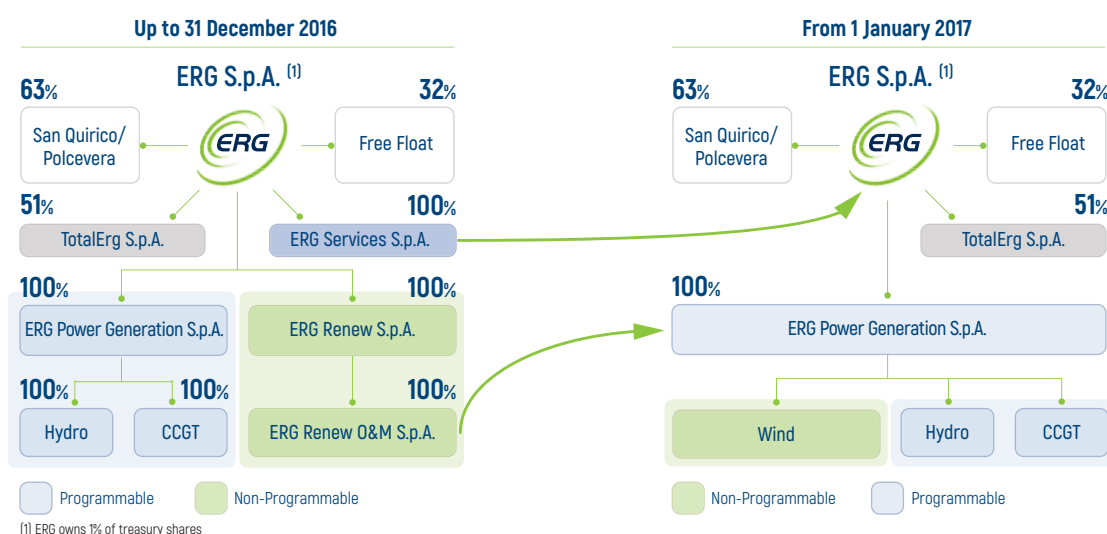 Up to 31 December 2016
ERG S.p.A. (1)
63%
32%
San Quirico/
Polcevera
ERG
Free Float
51%
100%
TotalErg S.p.A.
ERG Services S.p.A.
100%
100%
ERG Power Generation S.p.A.
ERG Renew S.p.A.
100%
100%
100%
Hydro
CCGT
ERG Renew O&M S.p.A.
Programmable
Non-Programmable
(1) ERG owns 1% of treasury shares
From 1 January 2017
ERG S.p.A. (1)
63%
32%
San Quirico/
Polcevera
ERG
Free Float
51%
TotalErg S.p.A.
100%
ERG Power Generation S.p.A.
Wind
Hydro
CCGT
Non-Programmable
Programmable